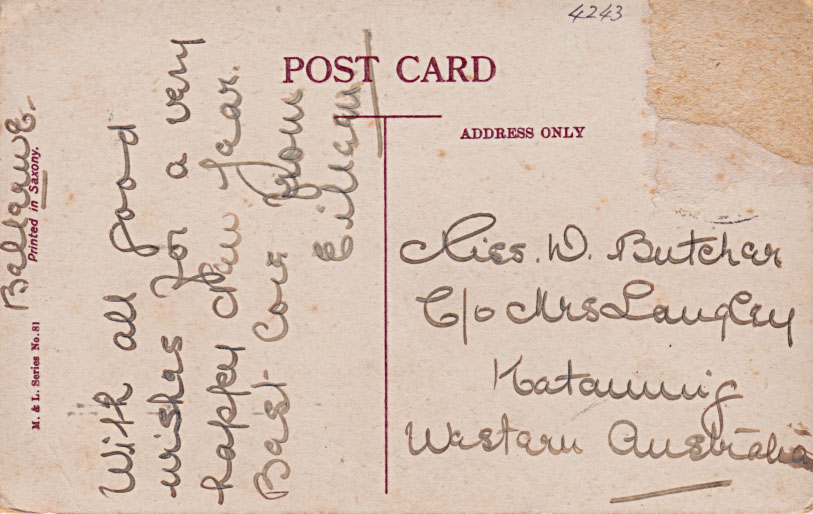 4243
POST CARD
ADDRESS ONLY
M. & L. Series No. 81
Printed in Saxony.
With all good
wishes for a very
happy New Year.
Best love from
Miss. D. Butcher
C/o Mrs Langley
Katanning
Western Australia